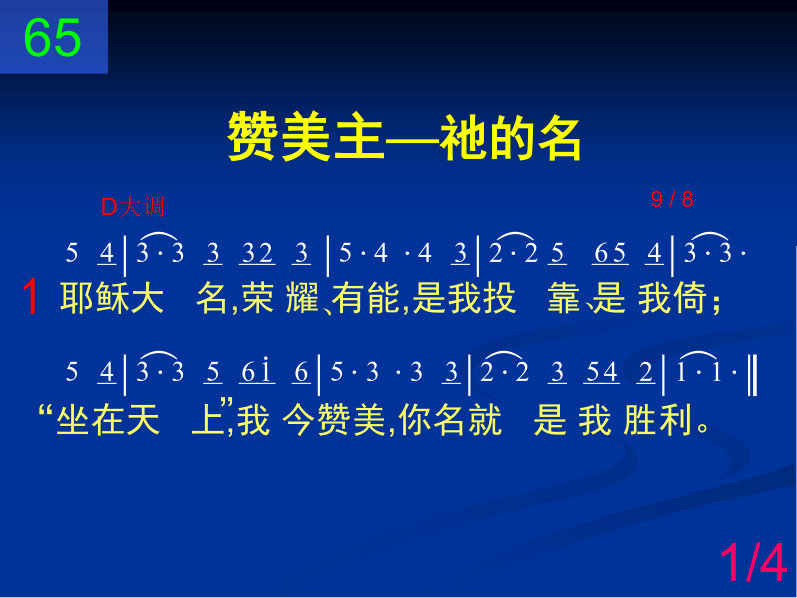 65
赞美主—祂的名
D大调 9 / 8
5 4|3·3 3 32 3|5·4 ·4 3|2·2 5 65 4|3·3·
1 耶稣大 名,荣 耀、有能,是我投 靠、是 我倚；
5 4|3·3 5 6i 6|5·3 ·3 3|2·2 3 54 2|1·1·‖
“坐在天 上”,我 今赞美,你名就 是 我 胜利。
1/4